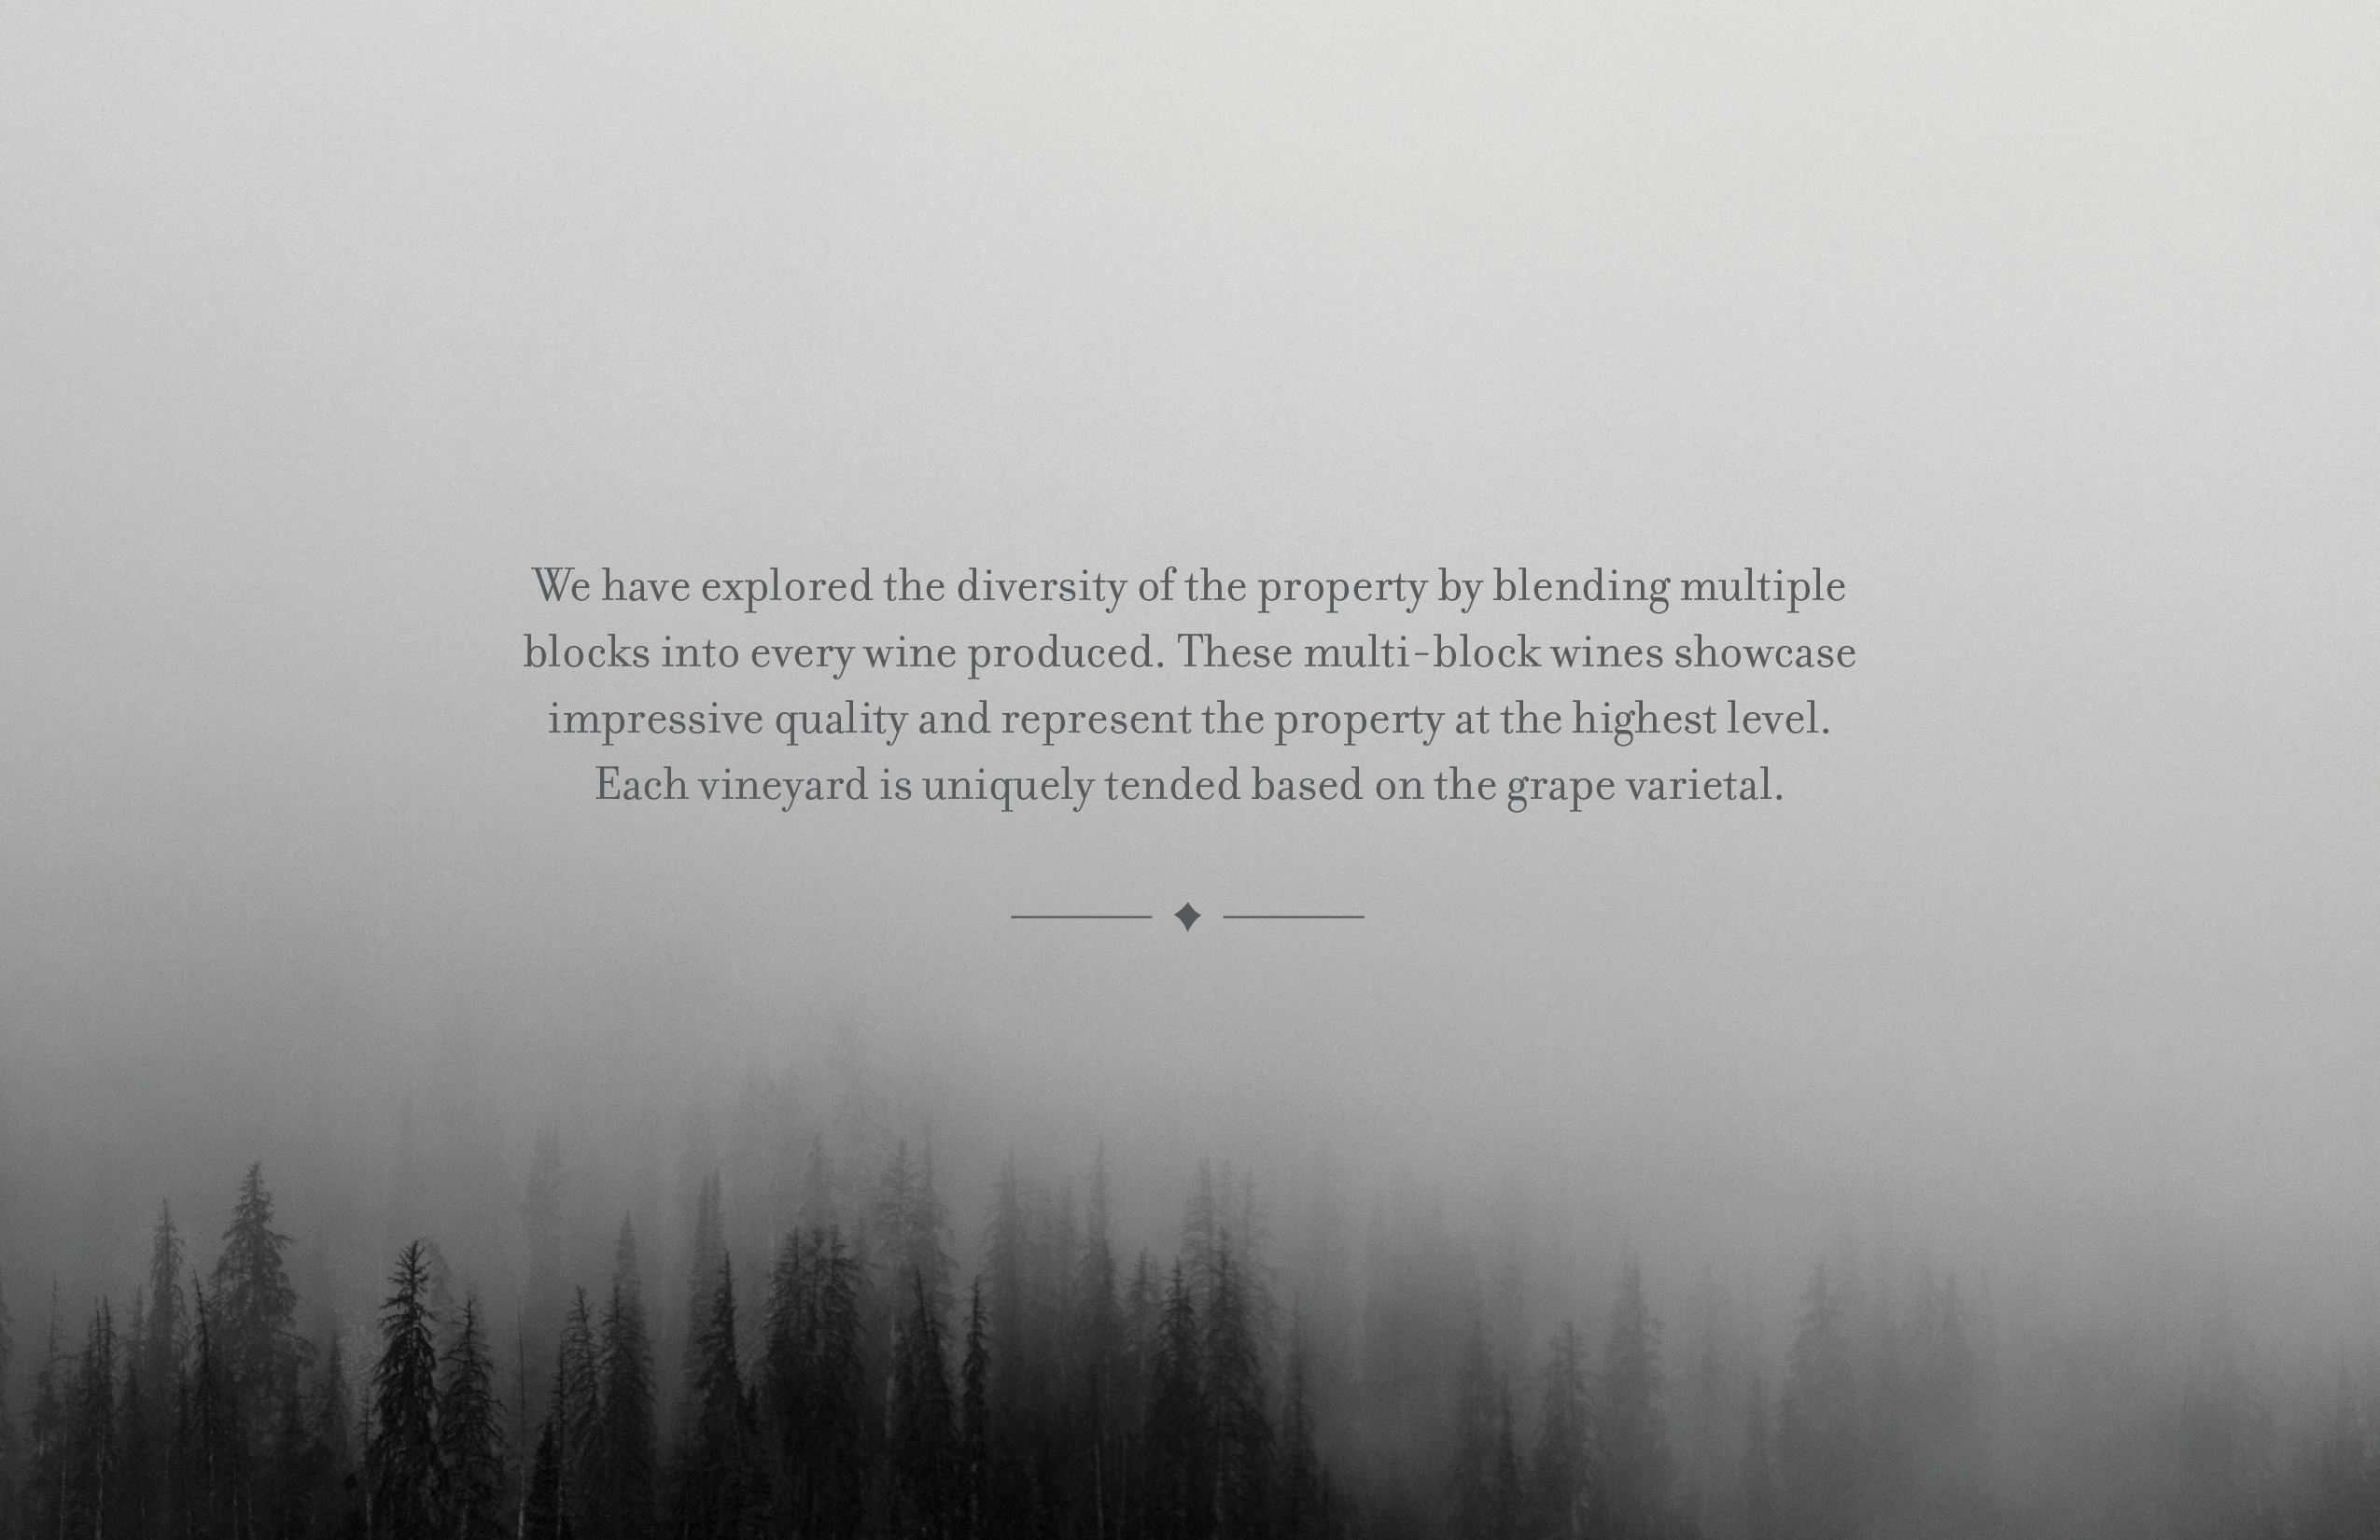 We have explored the diversity of the property by blending multiple
blocks into every wine produced. These multi-block wines showcase
impressive quality and represent the property at the highest level.
Each vineyard is uniquely tended based on the grape varietal.